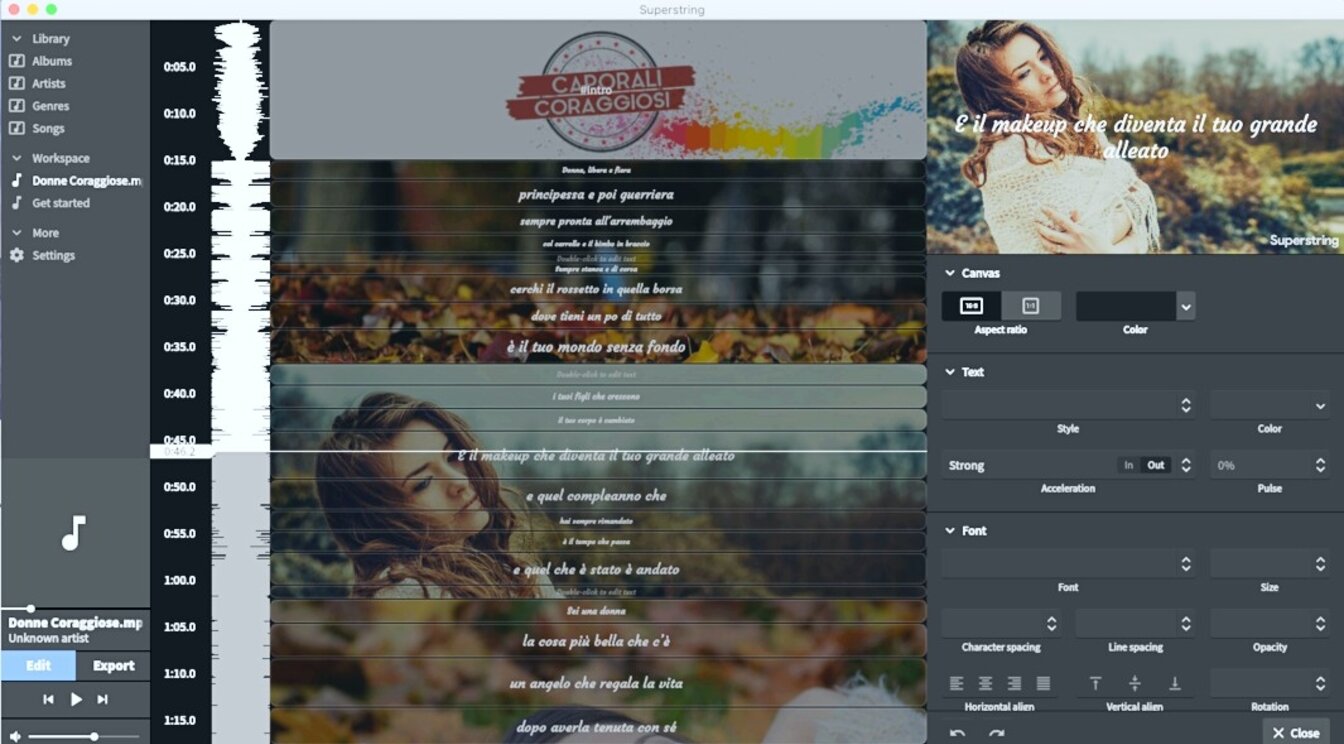 Superstring
Library
Albums
Artists
Genres
Songs
Workspace
Donne Coraggiose.m
Get started
More
Settings
Donne Coraggiose.mp
Unknown artist
Edit
Export
0:05.0
0:10.0
0:15.0
0:20.0
0:25.0
0:30.0
0:35.0
0:40.0
0:45.0
0:46.2
0:50.0
0:55.0
1:00.0
1:05.0
1:10.0
1:15.0
CAPORALI
#intro
CORAGGIOSI
Donna, libera e fiera
principessa e poi guerriera
sempre pronta all'arrembaggio
col carrello e il bimbo in braccio
Double-click to edit text
Sempre stanca e di corsa
cerchi il rossetto in quella borsa
dove tieni un po di tutto
è il tuo mondo senza fondo
Double-click to edit text
i tuoi figli che crescono
il tuo corpo è cambiato
E il makeup che diventa il tuo grande alleato
e quel compleanno che
hai sempre rimandato
è il tempo che passa
e quel che è stato è andato
Double-click to edit text
Sei una donna
la cosa più bella che c'è
un angelo che regala la vita
dopo averla tenuta con sé
E il makeup che diventa il tuo grande
alleato
Superstring
Canvas
16:9
1:1
Aspect ratio
Color
Text
Style
Color
Strong
In
Out
0%
Acceleration
Pulse
Font
Font
Size
Character spacing
Line spacing
Opacity
Horizontal alien
Vertical alien
Rotation
Close